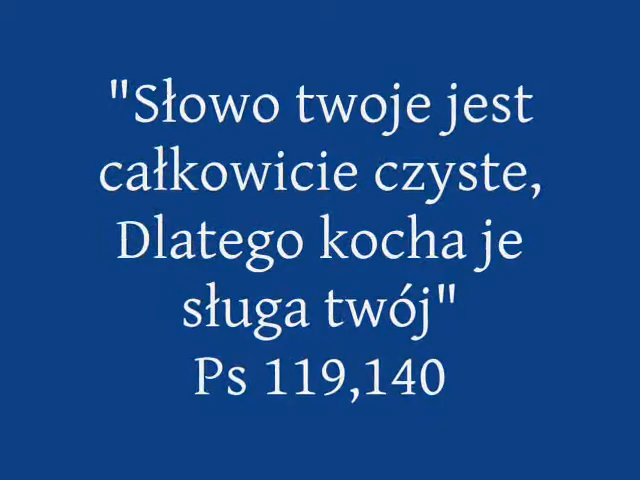 "Słowo twoje jest
całkowicie czyste,
Dlatego kocha je
sługa twój"
Ps 119,140